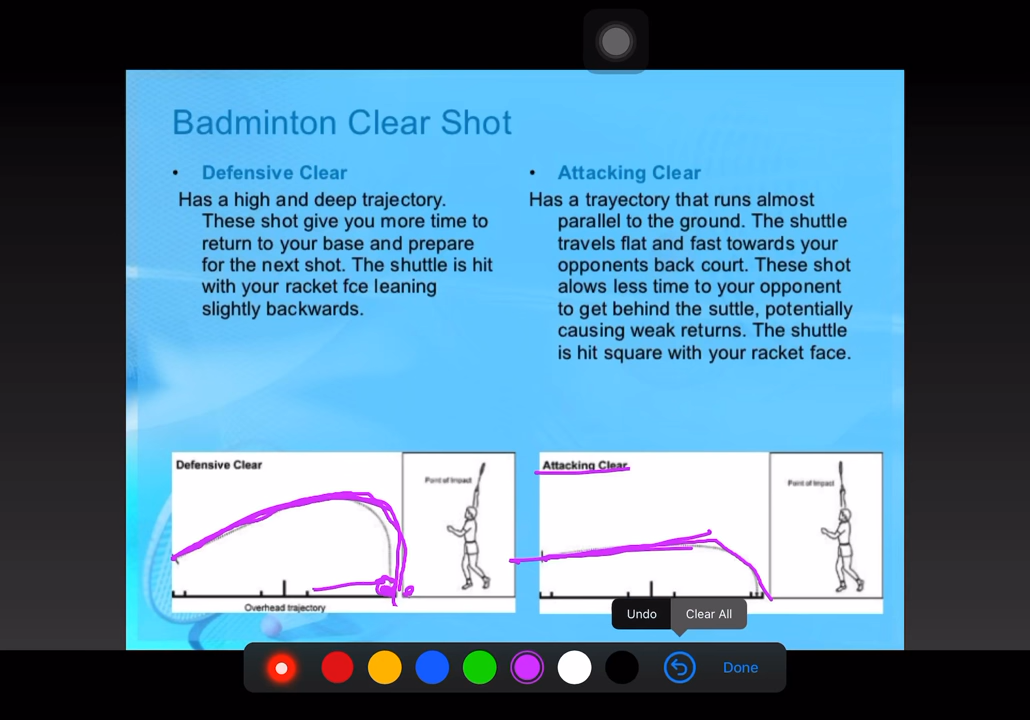 Badminton Clear Shot
• Defensive Clear
Has a high and deep trajectory.
These shot give you more time to
return to your base and prepare
for the next shot. The shuttle is hit
with your racket fce leaning
slightly backwards.
• Attacking Clear
Has a trayectory that runs almost
parallel to the ground. The shuttle
travels flat and fast towards your
opponents back court. These shot
alows less time to your opponent
to get behind the suttle, potentially
causing weak returns. The shuttle
is hit square with your racket face.
Defensive Clear
Point of Impact
Overhead trajectory
Attacking Clear
Point of Impact
Undo
Clear All
Done